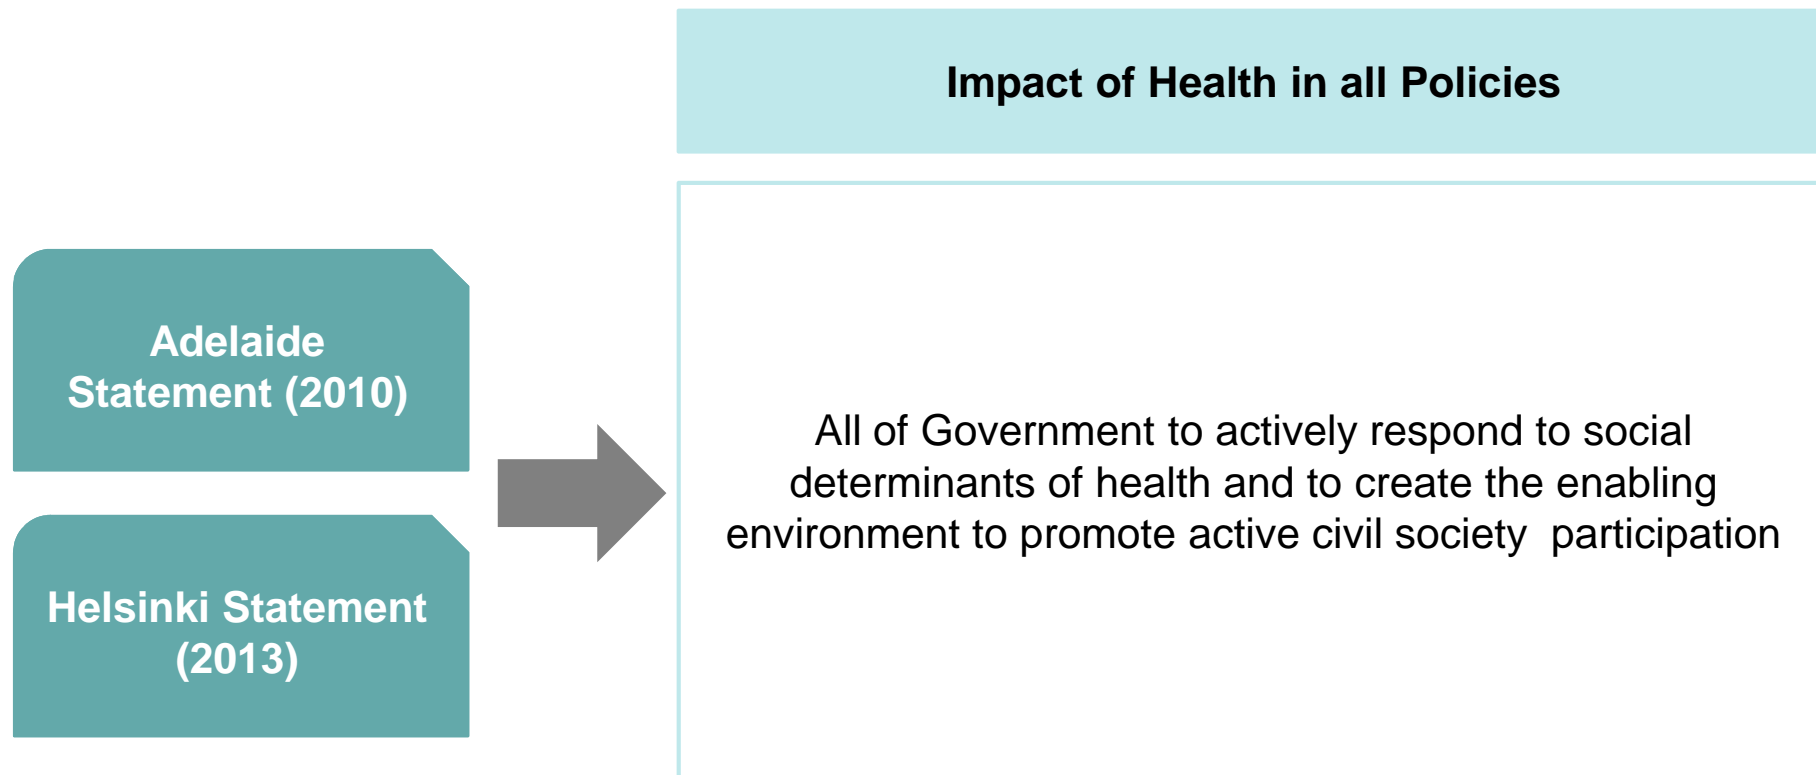 Impact of Health in all Policies
Adelaide
Statement (2010)
Helsinki Statement
(2013)
All of Government to actively respond to social
determinants of health and to create the enabling
environment to promote active civil society  participation